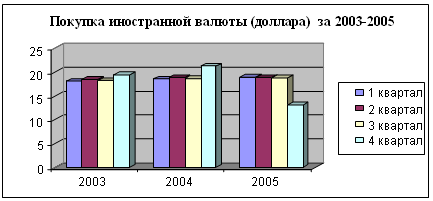 Покупка иностранной валюты (доллара) за 2003-2005
25
20
15
10
5
0
2003 2004 2005
1 квартал
2 квартал
3 квартал
4 квартал